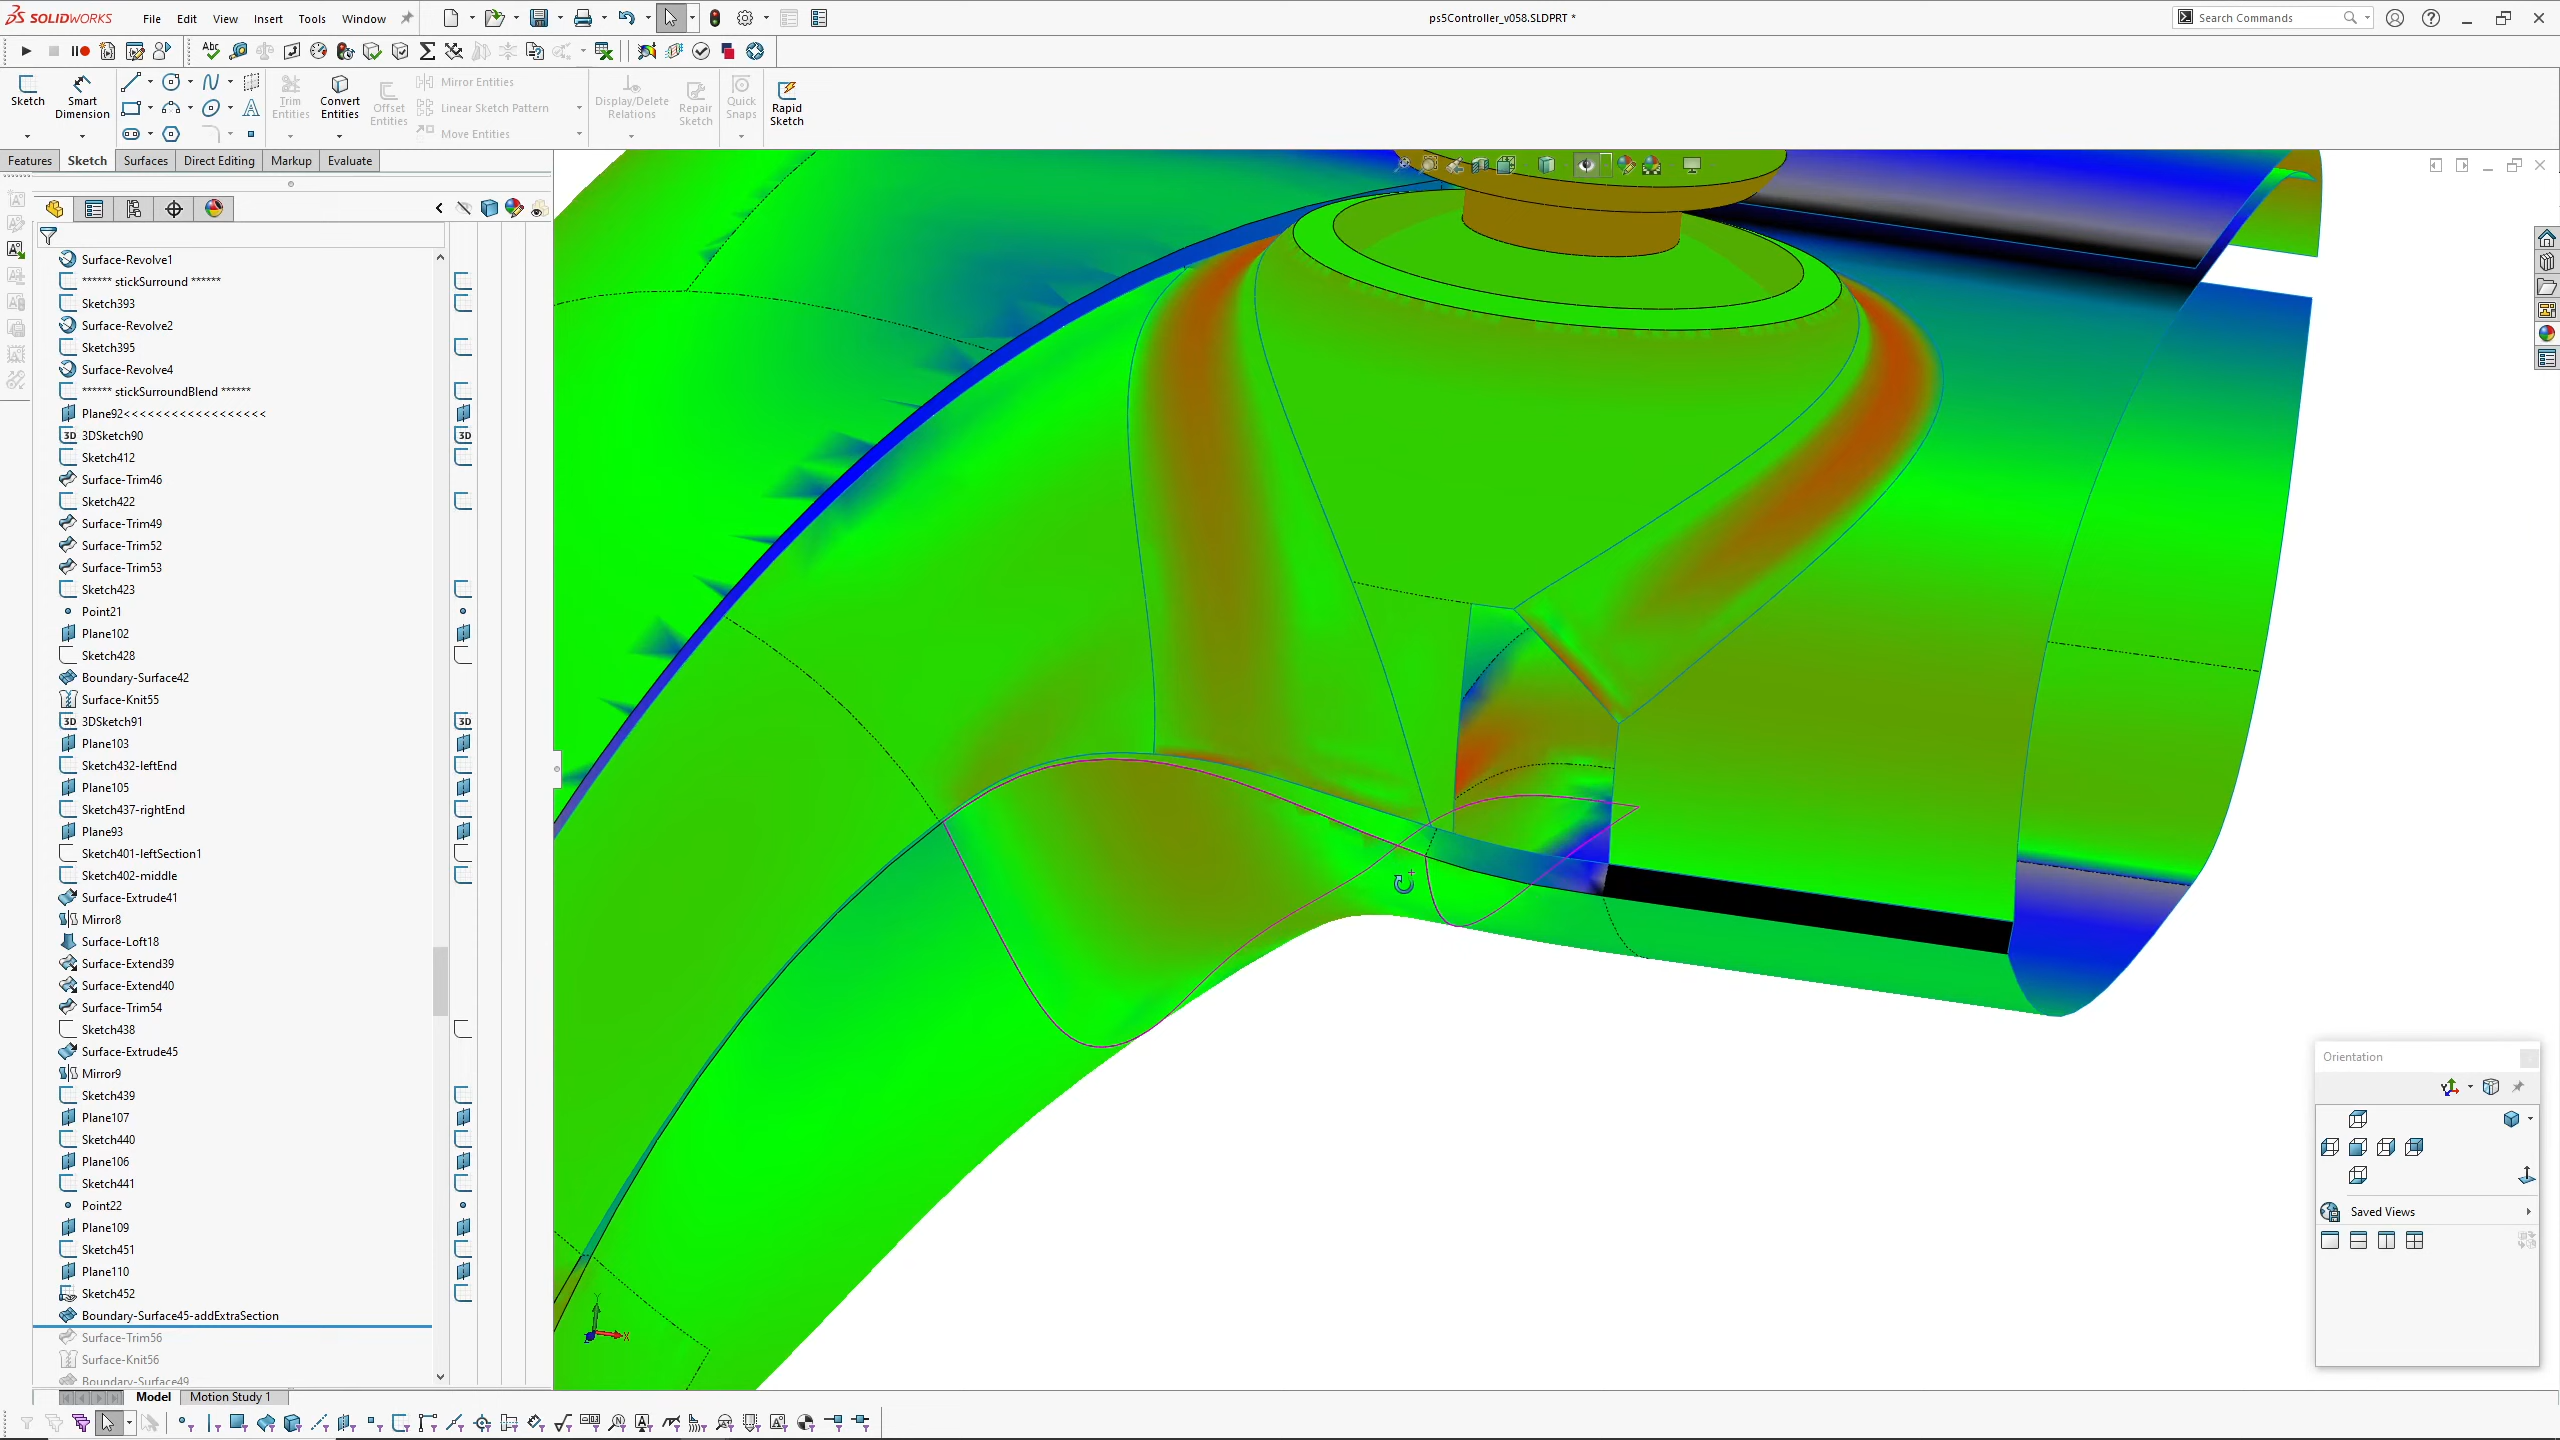 SOLIDWORKS
File
Edit
View
Insert
Tools
Window
ps5Controller_v058.SLDPRT *
Search Commands
Sketch
Smart Dimension
Trim Entities
Convert Entities
Offset Entities
Mirror Entities
Linear Sketch Pattern
Move Entities
Display/Delete Relations
Repair Sketch
Quick Snaps
Rapid Sketch
Features
Sketch
Surfaces
Direct Editing
Markup
Evaluate
Surface-Revolve1
****** stickSurround ******
Sketch393
Surface-Revolve2
Sketch395
Surface-Revolve4
****** stickSurroundBlend ******
Plane92<<<<<<<<<<<<<<<<<<
3D 3DSketch90 3D
Sketch412
Surface-Trim46
Sketch422
Surface-Trim49
Surface-Trim52
Surface-Trim53
Sketch423
Point21
Plane102
Sketch428
Boundary-Surface42
Surface-Knit55
3D 3DSketch91 3D
Plane103
Sketch432-leftEnd
Plane105
Sketch437-rightEnd
Plane93
Sketch401-leftSection1
Sketch402-middle
Surface-Extrude41
Mirror8
Surface-Loft18
Surface-Extend39
Surface-Extend40
Surface-Trim54
Sketch438
Surface-Extrude45
Mirror9
Sketch439
Plane107
Sketch440
Plane106
Sketch441
Point22
Plane109
Sketch451
Plane110
Sketch452
Boundary-Surface45-addExtraSection
Surface-Trim56
Surface-Knit56
Boundary-Surface49
Model
Motion Study 1
Orientation
Saved Views